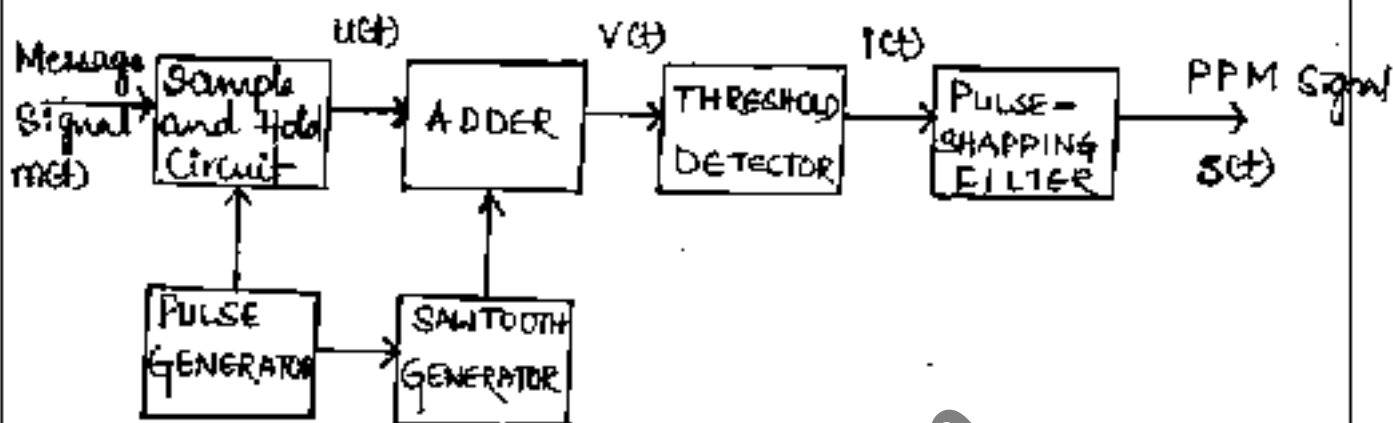 Message
Signal
m(t)
Sample
and Hold
Circuit
u(t)
ADDER
V(t)
THRESHOLD
DETECTOR
i(t)
PULSE-
SHAPPING
FILTER
PPM Signal
s(t)
PULSE
GENERATOR
SAWTOOTH
GENERATOR